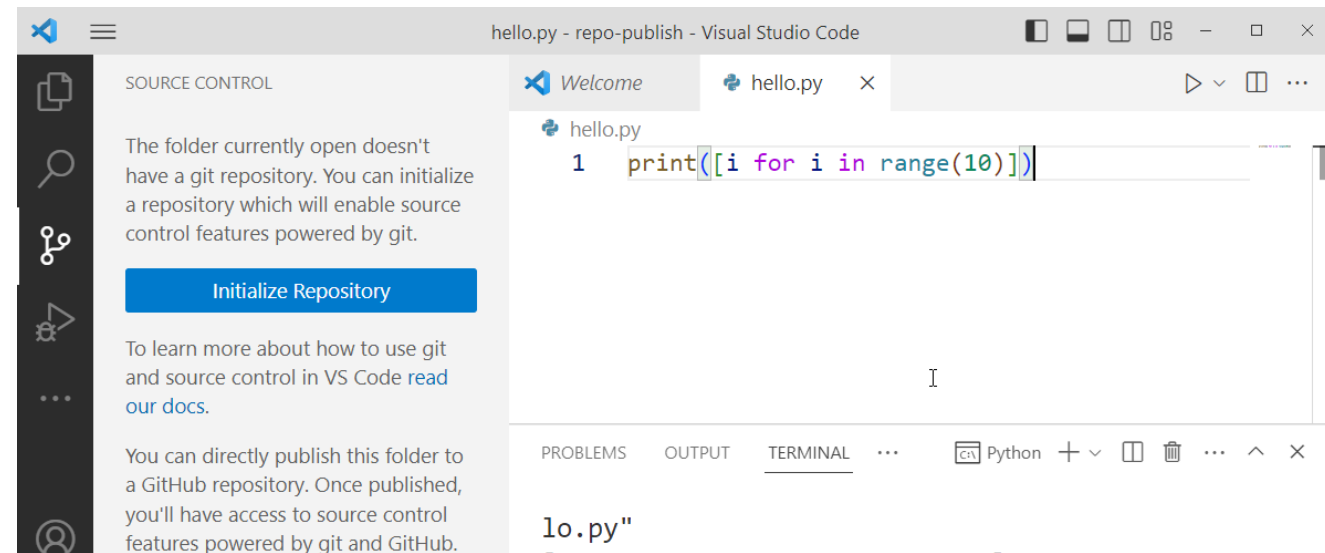 hello.py - repo-publish - Visual Studio Code
SOURCE CONTROL
The folder currently open doesn't
have a git repository. You can initialize
a repository which will enable source
control features powered by git.
Initialize Repository
To learn more about how to use git
and source control in VS Code read
our docs.
You can directly publish this folder to
a GitHub repository. Once published,
you'll have access to source control
features powered by git and GitHub.
Welcome
hello.py
hello.py
1 print([i for i in range(10)])
PROBLEMS OUTPUT TERMINAL ··· Python
lo.py"